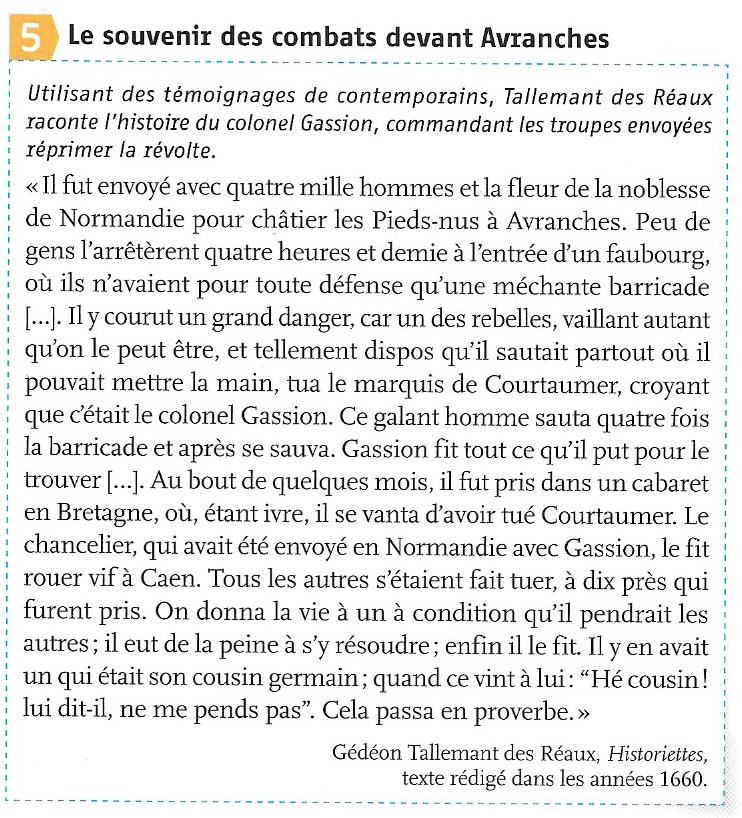 5 Le souvenir des combats devant Avranches
Utilisant des témoignages de contemporains, Tallemant des Réaux
raconte l'histoire du colonel Gassion, commandant les troupes envoyées
réprimer la révolte.
« Il fut envoyé avec quatre mille hommes et la fleur de la noblesse
de Normandie pour châtier les Pieds-nus à Avranches. Peu de
gens l'arrêtèrent quatre heures et demie à l'entrée d'un faubourg,
où ils n'avaient pour toute défense qu'une méchante barricade
[...]. Il y courut un grand danger, car un des rebelles, vaillant autant
qu'on le peut être, et tellement dispos qu'il sautait partout où il
pouvait mettre la main, tua le marquis de Courtaumer, croyant
que c'était le colonel Gassion. Ce galant homme sauta quatre fois
la barricade et après se sauva. Gassion fit tout ce qu'il put pour le
trouver [...]. Au bout de quelques mois, il fut pris dans un cabaret
en Bretagne, où, étant ivre, il se vanta d'avoir tué Courtaumer. Le
chancelier, qui avait été envoyé en Normandie avec Gassion, le fit
rouer vif à Caen. Tous les autres s'étaient fait tuer, à dix près qui
furent pris. On donna la vie à un à condition qu'il pendrait les
autres ; il eut de la peine à s'y résoudre ; enfin il le fit. Il y en avait
un qui était son cousin germain ; quand ce vint à lui : “Hé cousin !
lui dit-il, ne me pends pas”. Cela passa en proverbe. »
Gédéon Tallemant des Réaux, Historiettes,
texte rédigé dans les années 1660.